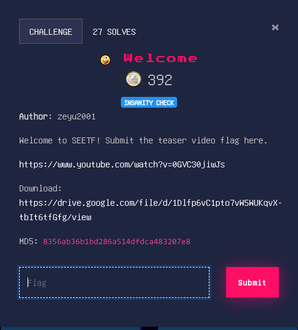 CHALLENGE 27 SOLVES ×
Welcome
392
INSANITY CHECK
Author: zeyu2001
Welcome to SEETF! Submit the teaser video flag here.
https://www.youtube.com/watch?v=0GVC30jiwJs
Download:
https://drive.google.com/file/d/1Dlfp6vC1pto7vW5WUKqvX-
tbIt6tfGfg/view
MD5: 8356ab36b1bd286a514dfdca483207e8
Flag
Submit